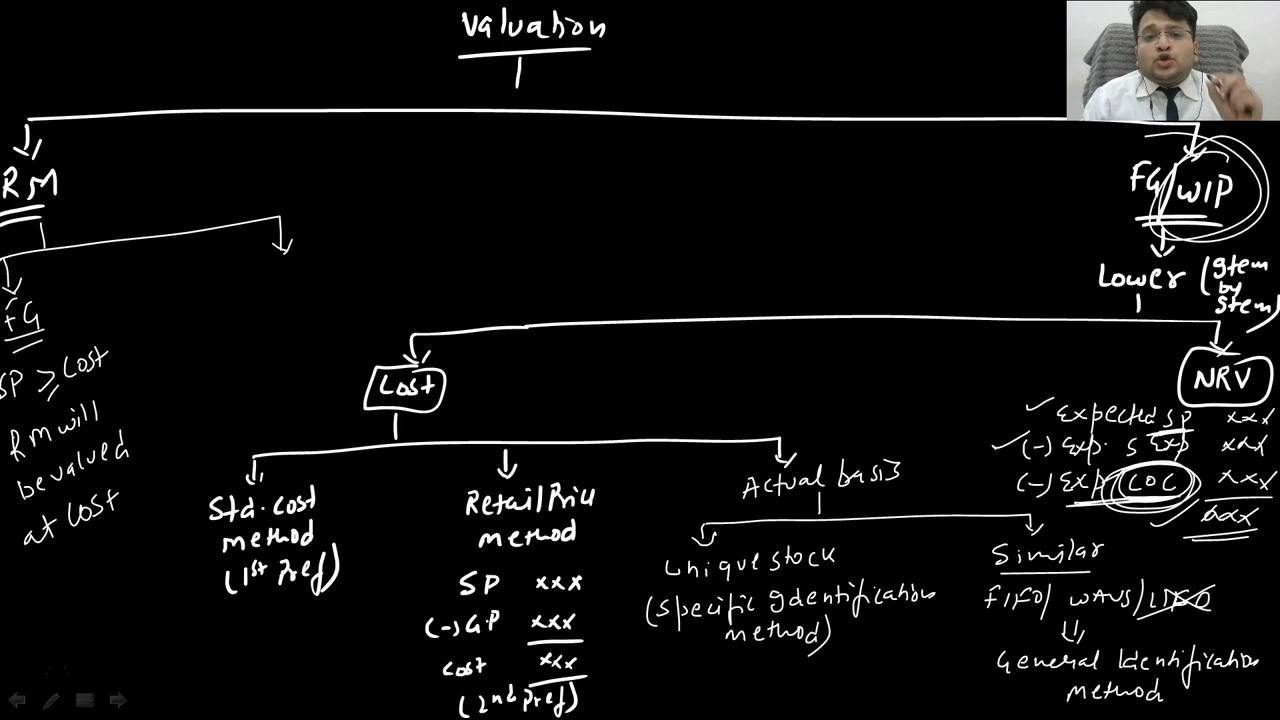 Valuation
RM
FG/WIP
FG
SP ≥ Cost
RM will
be valued
at Cost
Lower (Item
by
Item)
Cost
NRV
✓ Expected SP xxx
✓ (-) Exp. S Exp xxx
(-) Exp COC xxx
✓ xxx
Std. Cost
method
(1st Pref)
Retail Price
method
SP xxx
(-) G.P xxx
Cost xxx
(2nd Pref)
Actual basis
Unique stock
(Specific Identification
method)
Similar
FIFO/ WAVG/LIFO
General Identification
method